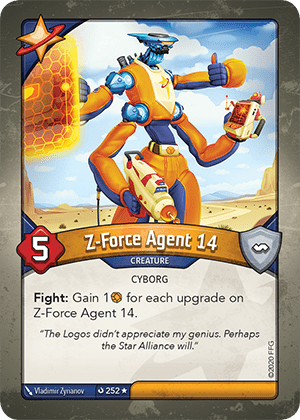 Z-Force Agent 14
5
CREATURE
CYBORG
Fight: Gain 1 for each upgrade on
Z-Force Agent 14.
“The Logos didn’t appreciate my genius. Perhaps
the Star Alliance will.”
Vladimir Zyrianov
252
©2020 FFG